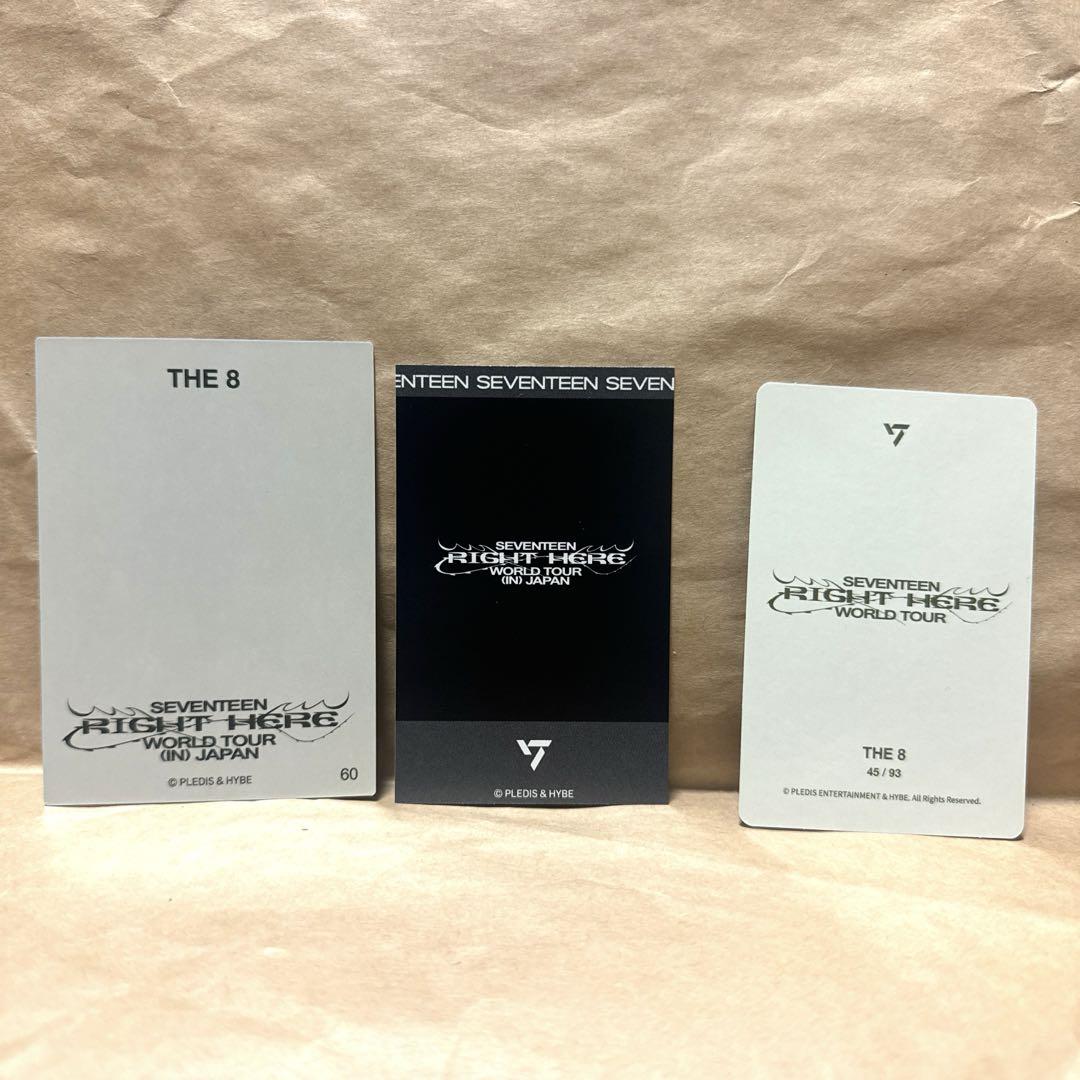 THE 8
SEVENTEEN
RIGHT HERE
WORLD TOUR
(IN) JAPAN
© PLEDIS & HYBE
60
ENTEEN SEVENTEEN SEVEN
SEVENTEEN
RIGHT HERE
WORLD TOUR
(IN) JAPAN
© PLEDIS & HYBE
SEVENTEEN
RIGHT HERE
WORLD TOUR
THE 8
45 / 93
© PLEDIS ENTERTAINMENT & HYBE. All Rights Reserved.